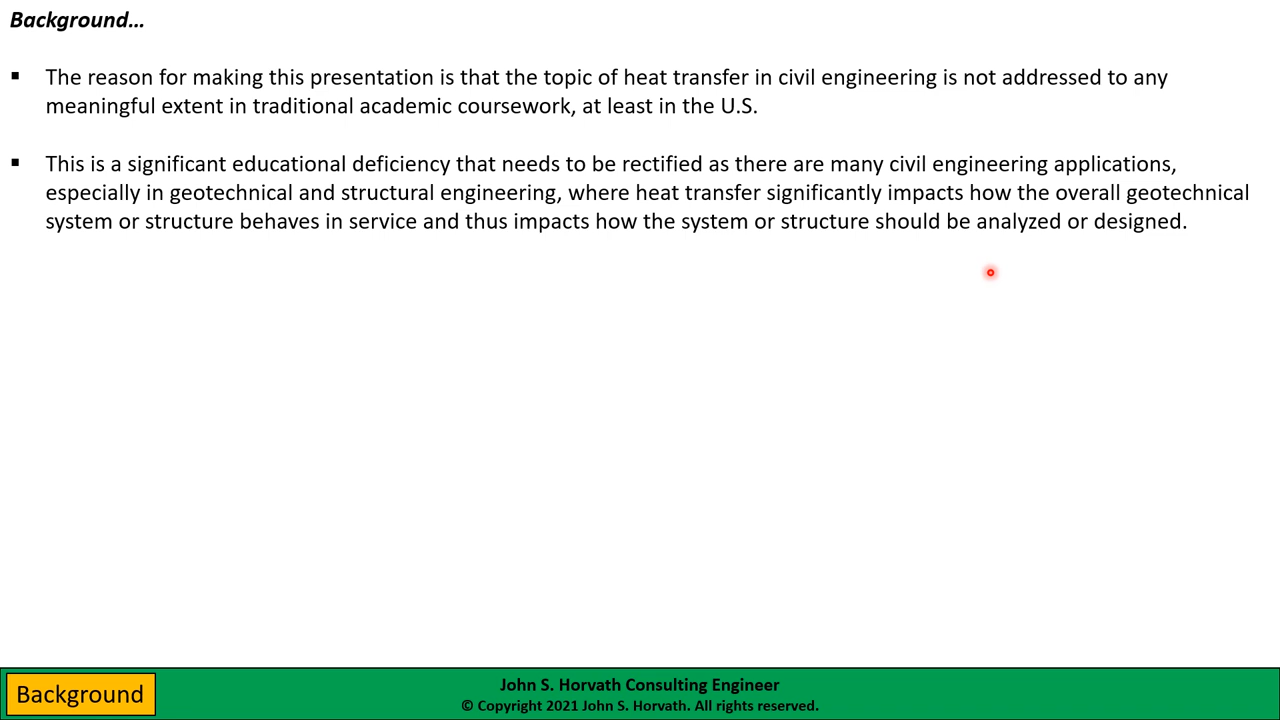 Background...
▪ The reason for making this presentation is that the topic of heat transfer in civil engineering is not addressed to any
meaningful extent in traditional academic coursework, at least in the U.S.
▪ This is a significant educational deficiency that needs to be rectified as there are many civil engineering applications,
especially in geotechnical and structural engineering, where heat transfer significantly impacts how the overall geotechnical
system or structure behaves in service and thus impacts how the system or structure should be analyzed or designed.
Background
John S. Horvath Consulting Engineer
© Copyright 2021 John S. Horvath. All rights reserved.